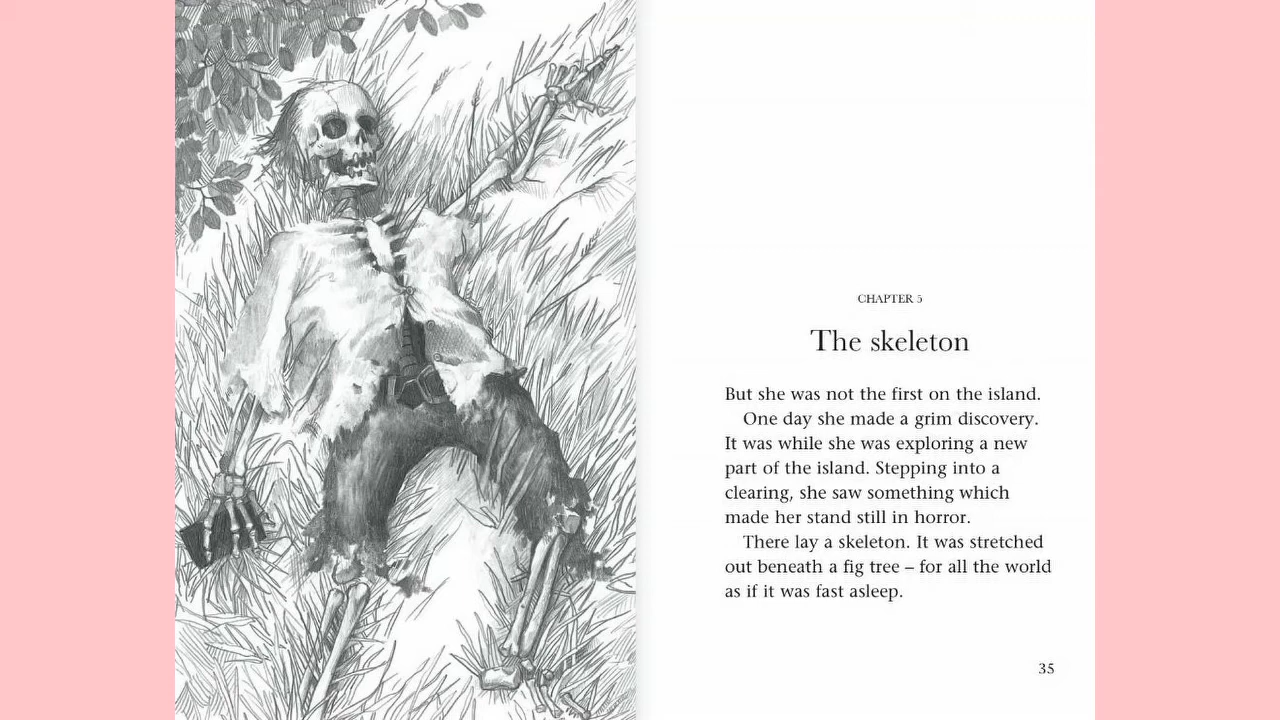 CHAPTER 5
The skeleton
But she was not the first on the island.
One day she made a grim discovery.
It was while she was exploring a new
part of the island. Stepping into a
clearing, she saw something which
made her stand still in horror.
There lay a skeleton. It was stretched
out beneath a fig tree – for all the world
as if it was fast asleep.
35